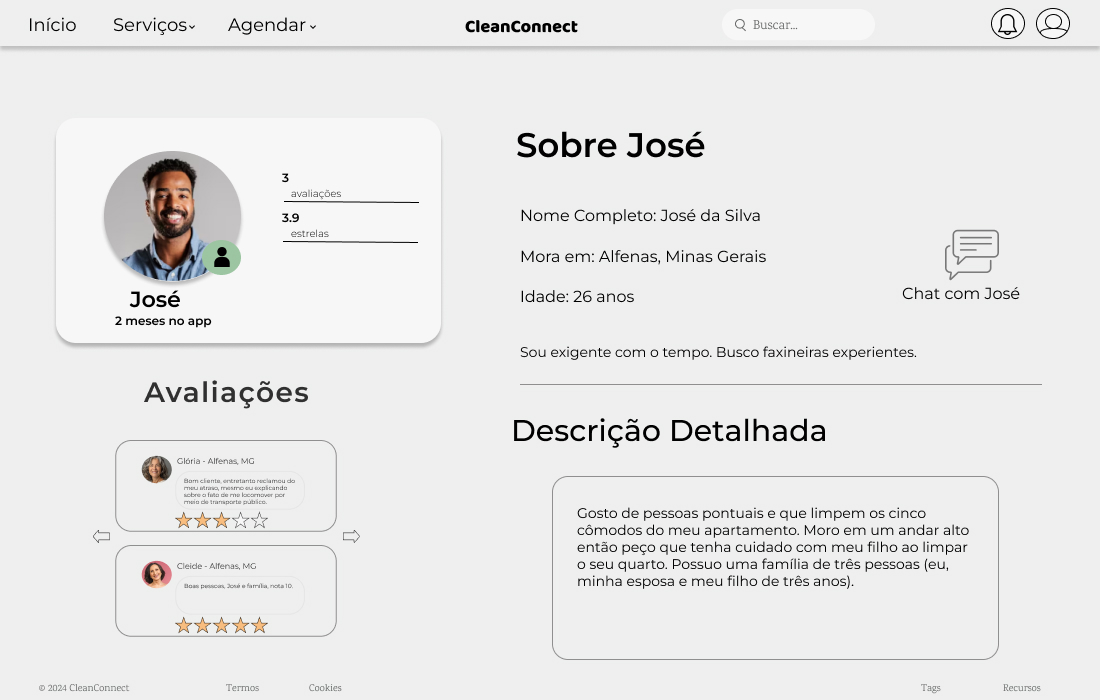 Início
Serviços
Agendar
CleanConnect
Buscar...
3
avaliações
3.9
estrelas
José
2 meses no app
Sobre José
Nome Completo: José da Silva
Mora em: Alfenas, Minas Gerais
Idade: 26 anos
Chat com José
Sou exigente com o tempo. Busco faxineiras experientes.
Avaliações
Glória - Alfenas, MG
Bom cliente, entretanto reclamou do
meu atraso, mesmo eu explicando
sobre o fato de me locomover por
meio de transporte público.
Cleide - Alfenas, MG
Boas pessoas, José e família, nota 10.
Descrição Detalhada
Gosto de pessoas pontuais e que limpem os cinco
cômodos do meu apartamento. Moro em um andar alto
então peço que tenha cuidado com meu filho ao limpar
o seu quarto. Possuo uma família de três pessoas (eu,
minha esposa e meu filho de três anos).
© 2024 CleanConnect
Termos
Cookies
Tags
Recursos